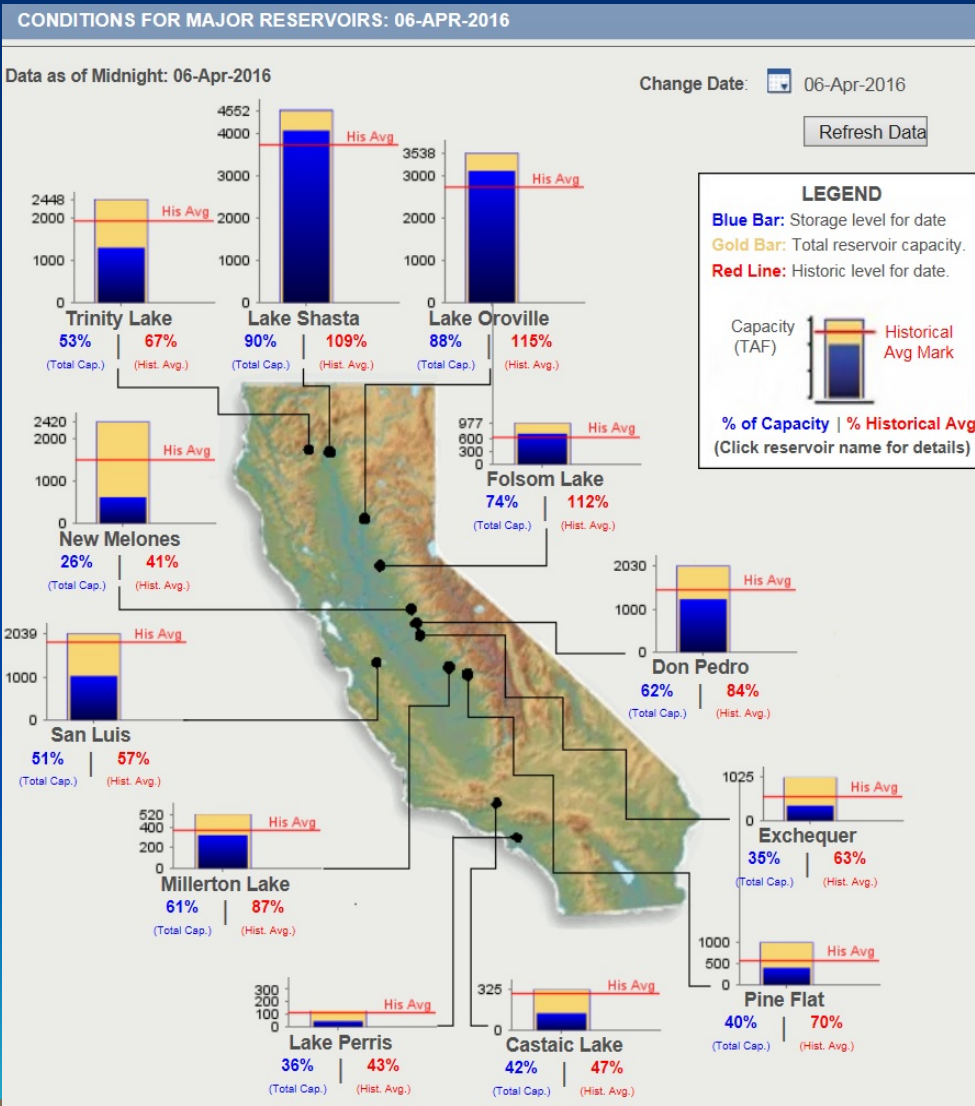 CONDITIONS FOR MAJOR RESERVOIRS: 06-APR-2016
Data as of Midnight: 06-Apr-2016
Change Date: 06-Apr-2016
Refresh Data
LEGEND
Blue Bar: Storage level for date
Gold Bar: Total reservoir capacity.
Red Line: Historic level for date.
Capacity
(TAF)
Historical
Avg Mark
% of Capacity | % Historical Avg
(Click reservoir name for details)
2448
2000
1000
0
His Avg
Trinity Lake
53% | 67%
(Total Cap.) (Hist. Avg.)
4552
4000
3000
2000
1000
0
His Avg
Lake Shasta
90% | 109%
(Total Cap.) (Hist. Avg.)
3538
3000
2000
1000
0
His Avg
Lake Oroville
88% | 115%
(Total Cap.) (Hist. Avg.)
2420
2000
1000
0
His Avg
New Melones
26% | 41%
(Total Cap.) (Hist. Avg.)
977
600
300
0
His Avg
Folsom Lake
74% | 112%
(Total Cap.) (Hist. Avg.)
2030
1000
0
His Avg
Don Pedro
62% | 84%
(Total Cap.) (Hist. Avg.)
2039
1000
0
His Avg
San Luis
51% | 57%
(Total Cap.) (Hist. Avg.)
1025
0
His Avg
Exchequer
35% | 63%
(Total Cap.) (Hist. Avg.)
520
400
200
0
His Avg
Millerton Lake
61% | 87%
(Total Cap.) (Hist. Avg.)
1000
500
0
His Avg
Pine Flat
40% | 70%
(Total Cap.) (Hist. Avg.)
300
200
100
0
His Avg
Lake Perris
36% | 43%
(Total Cap.) (Hist. Avg.)
325
0
His Avg
Castaic Lake
42% | 47%
(Total Cap.) (Hist. Avg.)